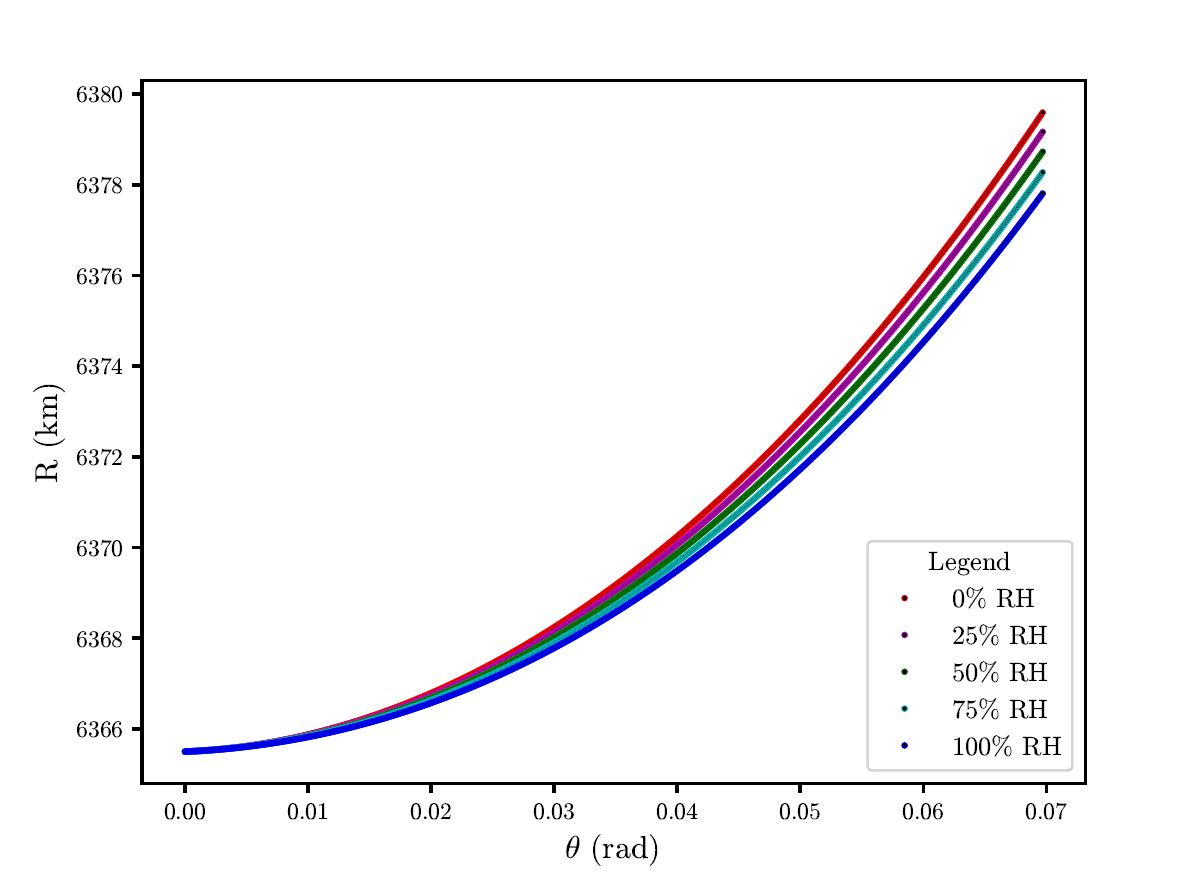 6380
6378
6376
6374
6372
6370
6368
6366
R (km)
0.00 0.01 0.02 0.03 0.04 0.05 0.06 0.07
θ (rad)
Legend
0% RH
25% RH
50% RH
75% RH
100% RH